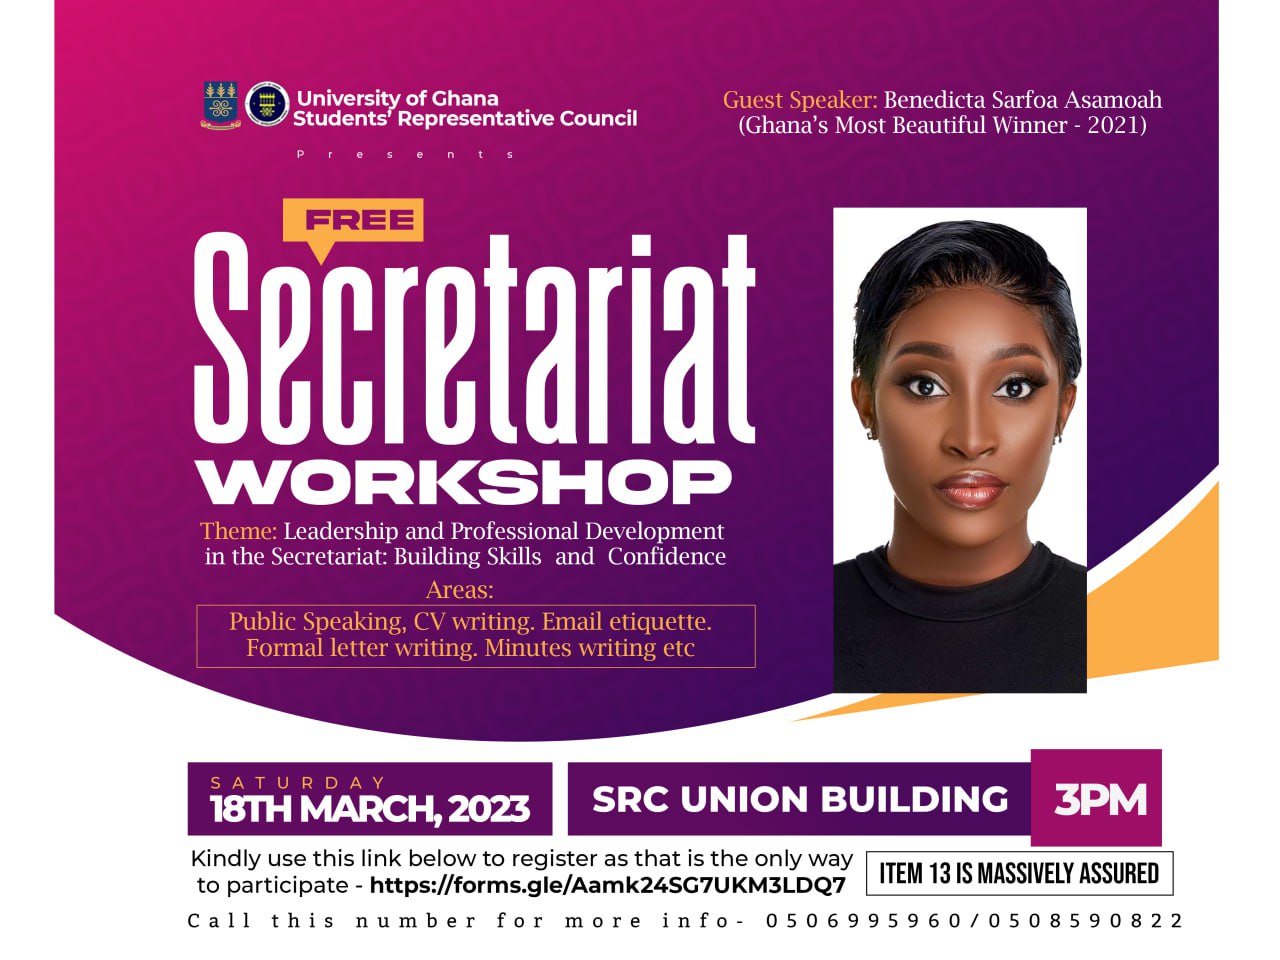 University of Ghana
Students' Representative Council
Presents
Guest Speaker: Benedicta Sarfoa Asamoah
(Ghana's Most Beautiful Winner - 2021)
FREE
Secretariat
WORKSHOP
Theme: Leadership and Professional Development
in the Secretariat: Building Skills and Confidence
Areas:
Public Speaking, CV writing. Email etiquette.
Formal letter writing. Minutes writing etc
SATURDAY
18TH MARCH, 2023
SRC UNION BUILDING
3PM
Kindly use this link below to register as that is the only way
to participate - https://forms.gle/Aamk24SG7UKM3LDQ7
ITEM 13 IS MASSIVELY ASSURED
Call this number for more info- 0506995960/0508590822